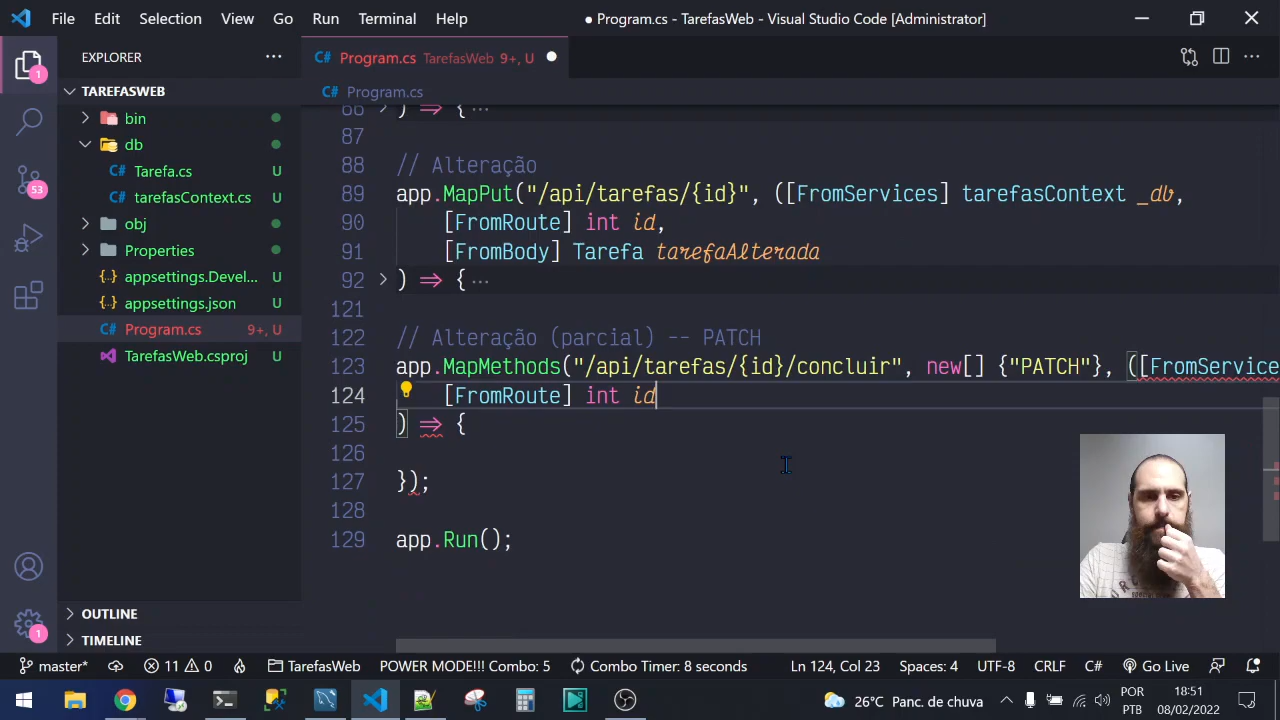 File Edit Selection View Go Run Terminal Help
● Program.cs - TarefasWeb - Visual Studio Code [Administrator]
EXPLORER
Program.cs TarefasWeb 9+, U
TAREFASWEB
Program.cs
bin
db
Tarefa.cs U
tarefasContext.cs U
obj
Properties
{..} appsettings.Devel... U
{..} appsettings.json U
Program.cs 9+, U
TarefasWeb.csproj U
OUTLINE
TIMELINE
1
53
1
86 ) => { ...
87
88 // Alteração
89 app.MapPut("/api/tarefas/{id}", ([FromServices] tarefasContext _db,
90 [FromRoute] int id,
91 [FromBody] Tarefa tarefaAlterada
92 ) => { ...
121
122 // Alteração (parcial) -- PATCH
123 app.MapMethods("/api/tarefas/{id}/concluir", new[] {"PATCH"}, ([FromService
124 [FromRoute] int id
125 ) => {
126
127 });
128
129 app.Run();
master* 11 0 TarefasWeb POWER MODE!!! Combo: 5 Combo Timer: 8 seconds Ln 124, Col 23 Spaces: 4 UTF-8 CRLF C# Go Live
26°C Panc. de chuva POR PTB 18:51 08/02/2022